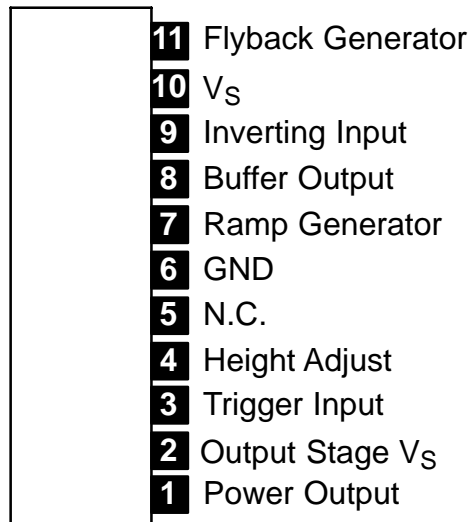 11 Flyback Generator
10 VS
9 Inverting Input
8 Buffer Output
7 Ramp Generator
6 GND
5 N.C.
4 Height Adjust
3 Trigger Input
2 Output Stage VS
1 Power Output